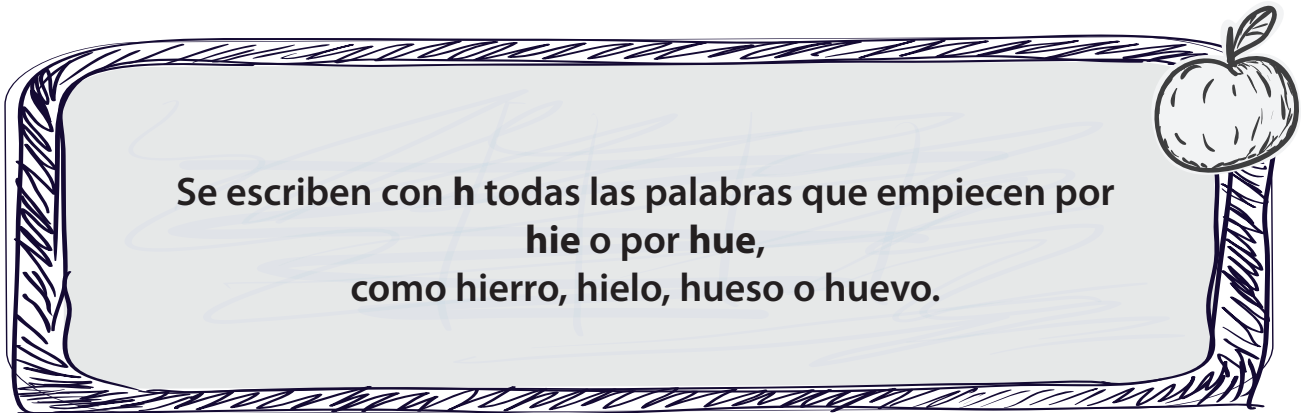 Se escriben con h todas las palabras que empiecen por
hie o por hue,
como hierro, hielo, hueso o huevo.